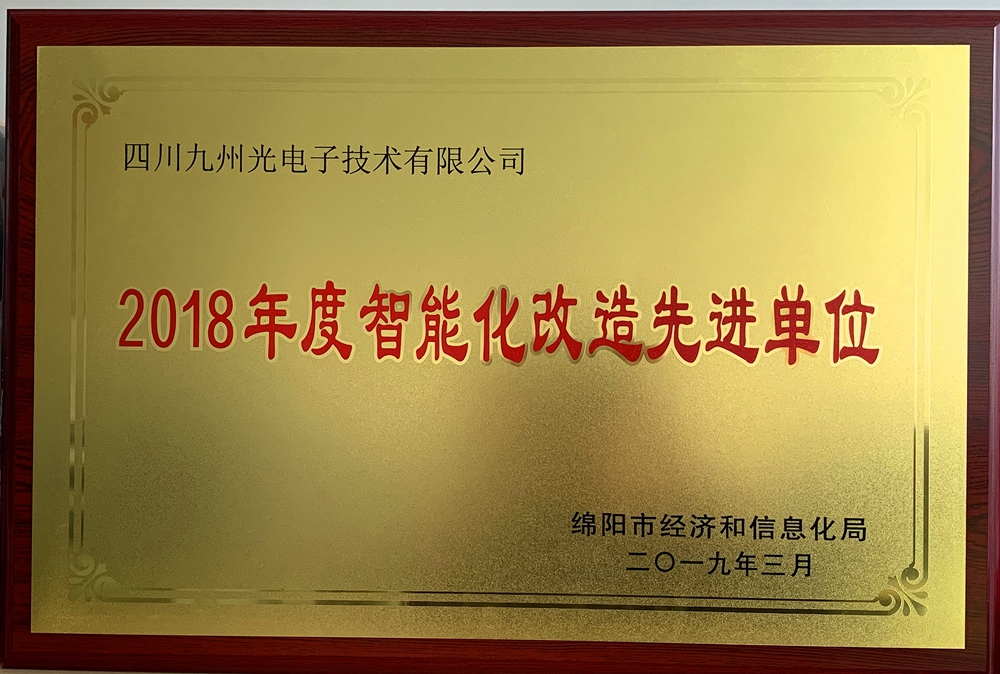 四川九州光电子技术有限公司
2018年度智能化改造先进单位
绵阳市经济和信息化局
二〇一九年三月